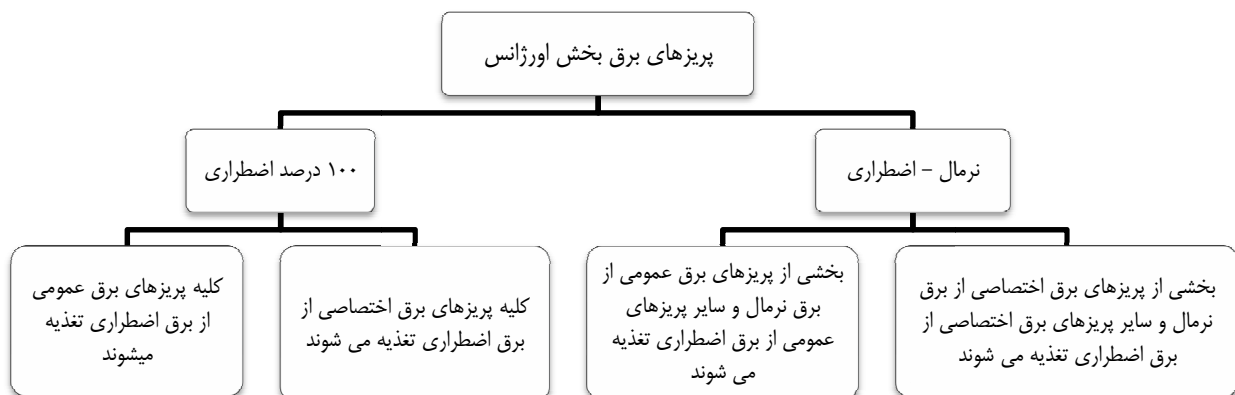 پریزهای برق بخش اورژانس
نرمال – اضطراری
۱۰۰ درصد اضطراری
بخشی از پریزهای برق اختصاصی از برق
نرمال و سایر پریزهای برق اختصاصی از
برق اضطراری تغذیه می شوند
بخشی از پریزهای برق عمومی از
برق نرمال و سایر پریزهای
عمومی از برق اضطراری تغذیه
می شوند
کلیه پریزهای برق اختصاصی از
برق اضطراری تغذیه می شوند
کلیه پریزهای برق عمومی
از برق اضطراری تغذیه
میشوند